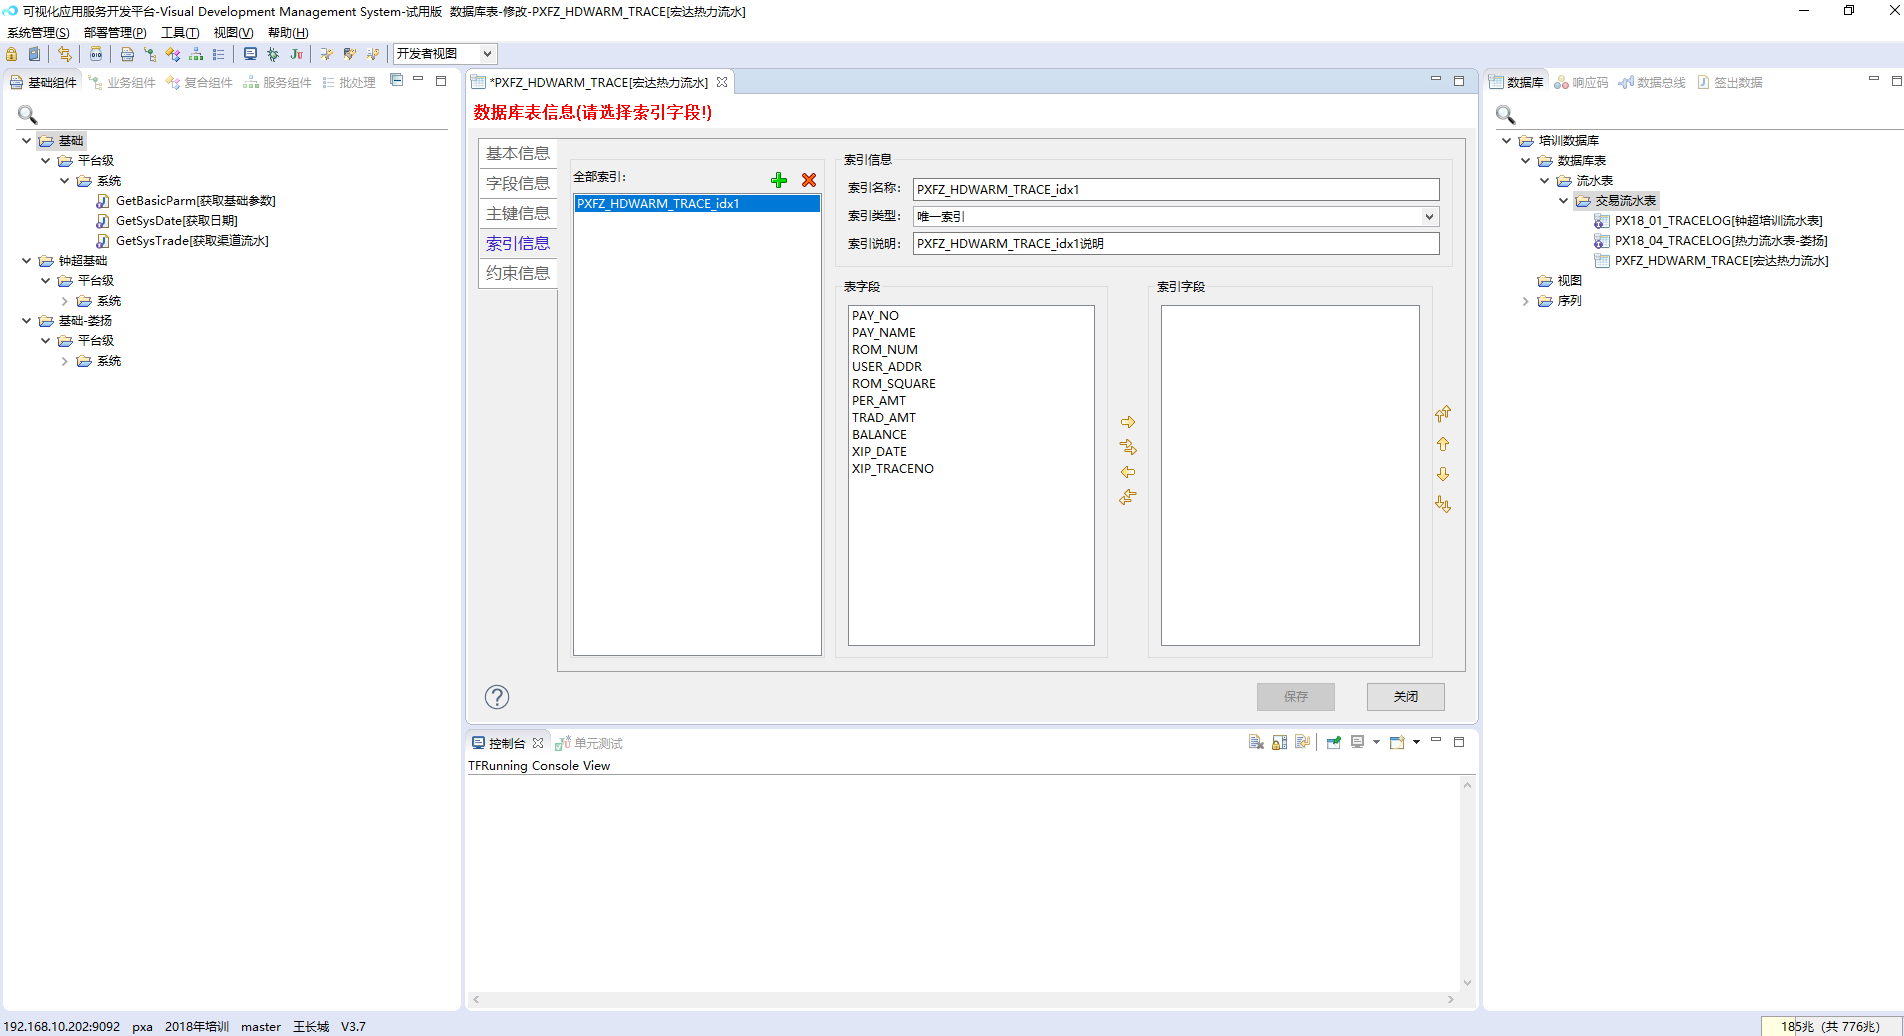 可视化应用服务开发平台-Visual Development Management System-试用版 数据库表-修改-PXFZ_HDWARM_TRACE[宏达热力流水]
系统管理(S) 部署管理(P) 工具(T) 视图(V) 帮助(H)
开发者视图
基础组件 业务组件 复合组件 服务组件 批处理
基础
平台级
系统
GetBasicParm[获取基础参数]
GetSysDate[获取日期]
GetSysTrade[获取渠道流水]
钟超基础
平台级
系统
基础-娄扬
平台级
系统
*PXFZ_HDWARM_TRACE[宏达热力流水]
数据库表信息(请选择索引字段!)
基本信息
字段信息
主键信息
索引信息
约束信息
全部索引:
PXFZ_HDWARM_TRACE_idx1
索引信息
索引名称: PXFZ_HDWARM_TRACE_idx1
索引类型: 唯一索引
索引说明: PXFZ_HDWARM_TRACE_idx1说明
表字段
PAY_NO
PAY_NAME
ROM_NUM
USER_ADDR
ROM_SQUARE
PER_AMT
TRAD_AMT
BALANCE
XIP_DATE
XIP_TRACENO
索引字段
保存 关闭
控制台 单元测试
TFRunning Console View
数据库 响应码 数据总线 签出数据
培训数据库
数据库表
流水表
交易流水表
PX18_01_TRACELOG[钟超培训流水表]
PX18_04_TRACELOG[热力流水表-娄扬]
PXFZ_HDWARM_TRACE[宏达热力流水]
视图
序列
192.168.10.202:9092 pxa 2018年培训 master 王长城 V3.7
185兆 (共 776兆)